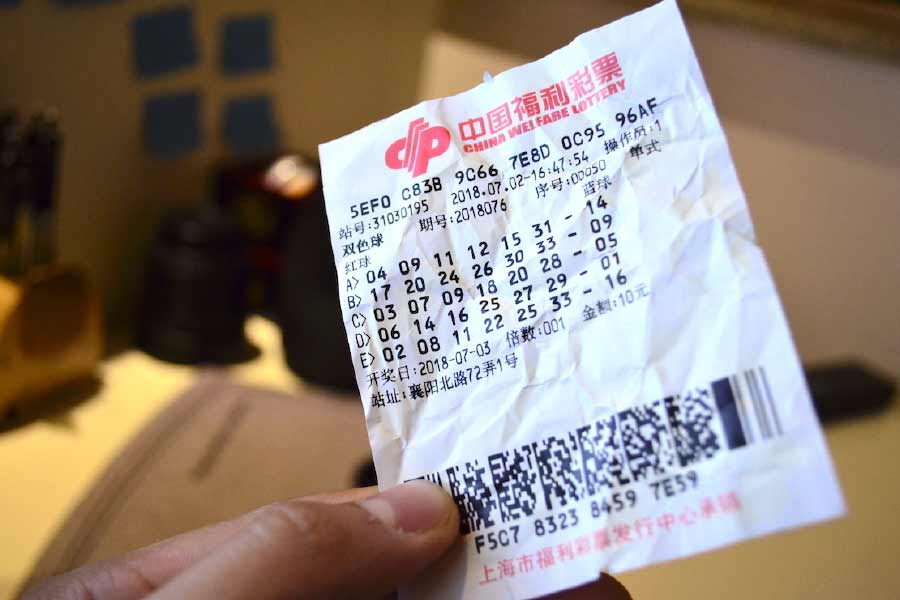 中国福利彩票
CHINA WELFARE LOTTERY
5EF0 C83B 9C66 7E8D 0C95 96AF
站号:31030195 2018.07.02-16:47:54 操作员:1
期号:2018076 序号:00050 单式
双色球
红球 蓝球
A> 04 09 11 12 15 31 - 14
B> 17 20 24 26 30 33 - 09
C> 03 07 09 18 20 28 - 05
D> 06 14 16 25 27 29 - 01
E> 02 08 11 22 25 33 - 16
开奖日:2018-07-03 倍数:001 金额:10元
站址:襄阳北路72弄1号
F5C7 8323 8459 7E59
上海市福利彩票发行中心承销